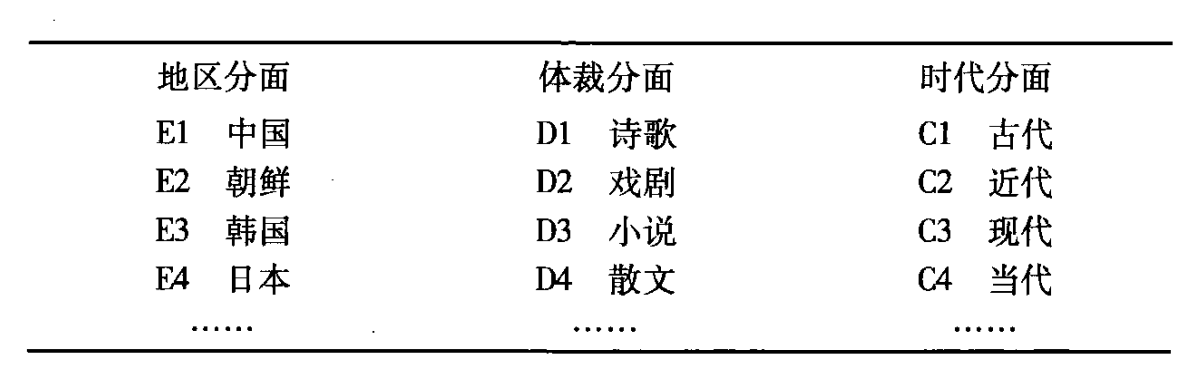 地区分面 体裁分面 时代分面
E1 中国 D1 诗歌 C1 古代
E2 朝鲜 D2 戏剧 C2 近代
E3 韩国 D3 小说 C3 现代
E4 日本 D4 散文 C4 当代
…… …… ……